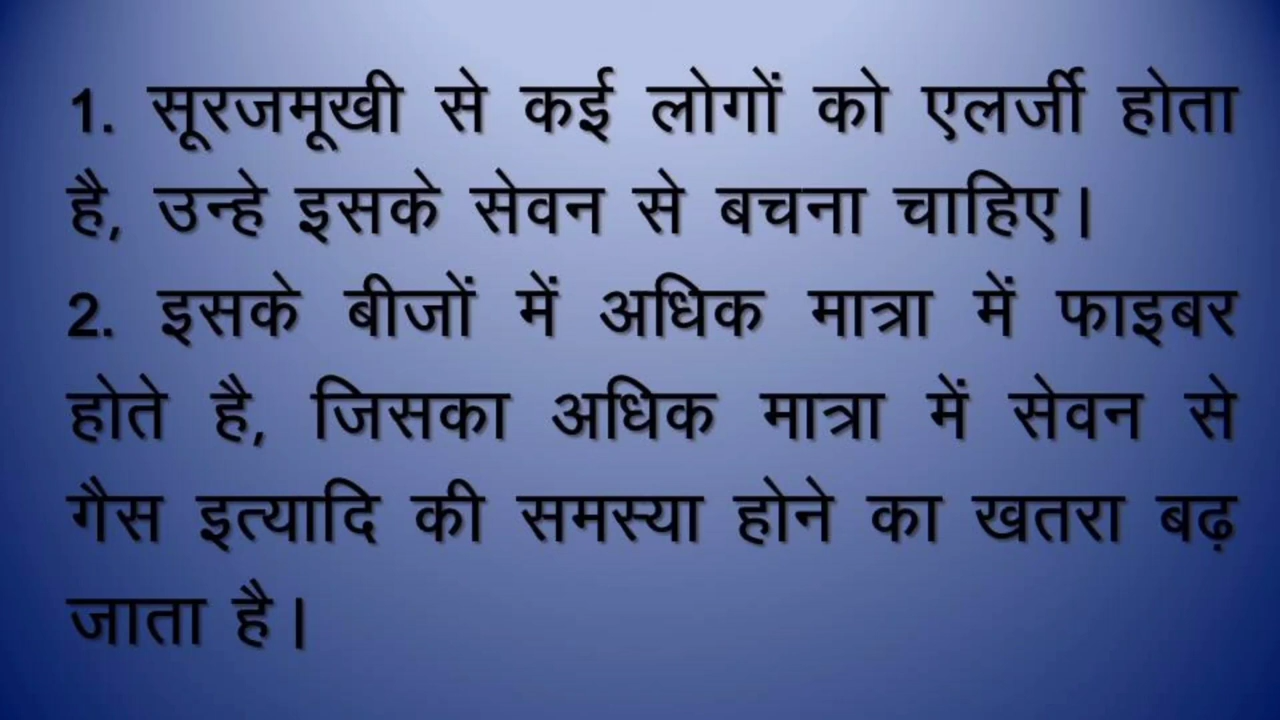 1. सूरजमूखी से कई लोगों को एलर्जी होता
है, उन्हे इसके सेवन से बचना चाहिए।
2. इसके बीजों में अधिक मात्रा में फाइबर
होते है, जिसका अधिक मात्रा में सेवन से
गैस इत्यादि की समस्या होने का खतरा बढ़
जाता है।